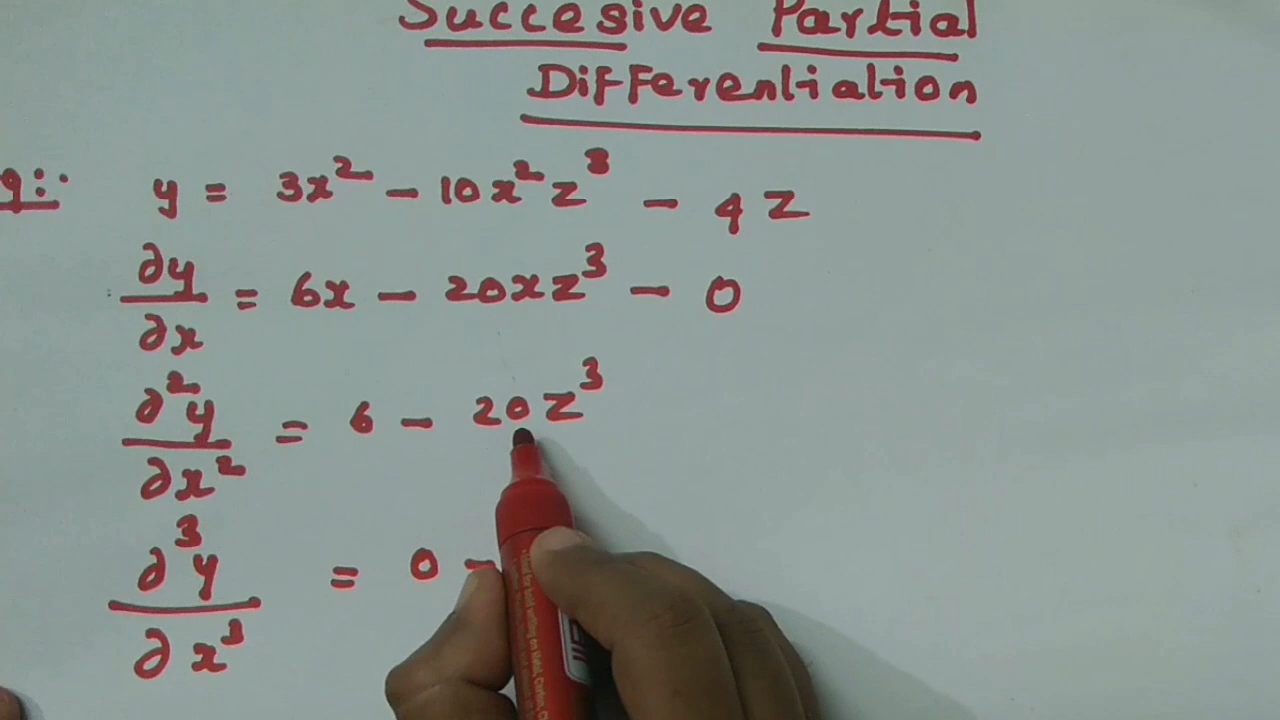 Succesive Partial
Differentiation
g:-
y = 3x² - 10x²z³ - 4z
∂y/∂x = 6x - 20xz³ - 0
∂²y/∂x² = 6 - 20z³
∂³y/∂x³ = 0 -